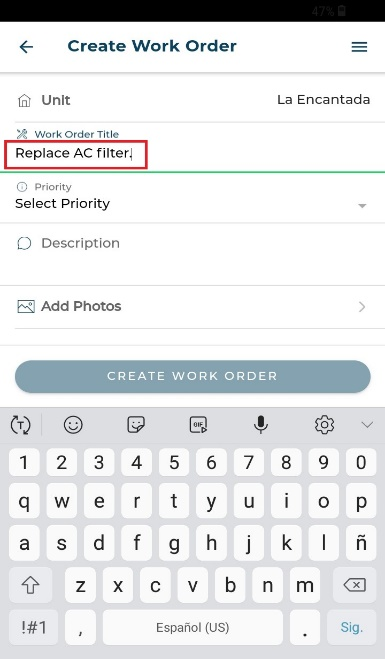 47%
Create Work Order
Unit La Encantada
Work Order Title
Replace AC filter.
Priority
Select Priority
Description
Add Photos
CREATE WORK ORDER
T GIF
1 2 3 4 5 6 7 8 9 0
q w e r t y u i o p
a s d f g h j k l ñ
z x c v b n m
!#1 , Español (US) . Sig.